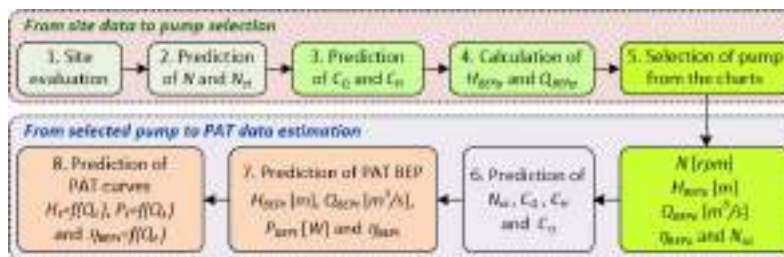 From site data to pump selection
1. Site
evaluation
2. Prediction
of N and Nst
3. Prediction
of CQ and CH
4. Calculation of
HBEPp and QBEPp
5. Selection of pump
from the charts
From selected pump to PAT data estimation
8. Prediction of
PAT curves
Ht=f(Qt), Pt=f(Qt)
and ηBEPt=f(Qt)
7. Prediction of PAT BEP
HBEPt [m], QBEPt [m³/s],
PBEPt [W] and ηBEPt
6. Prediction of
CQ, CH
and Cη
N [rpm]
HBEPp [m]
QBEPp [m³/s]
ηBEPp and